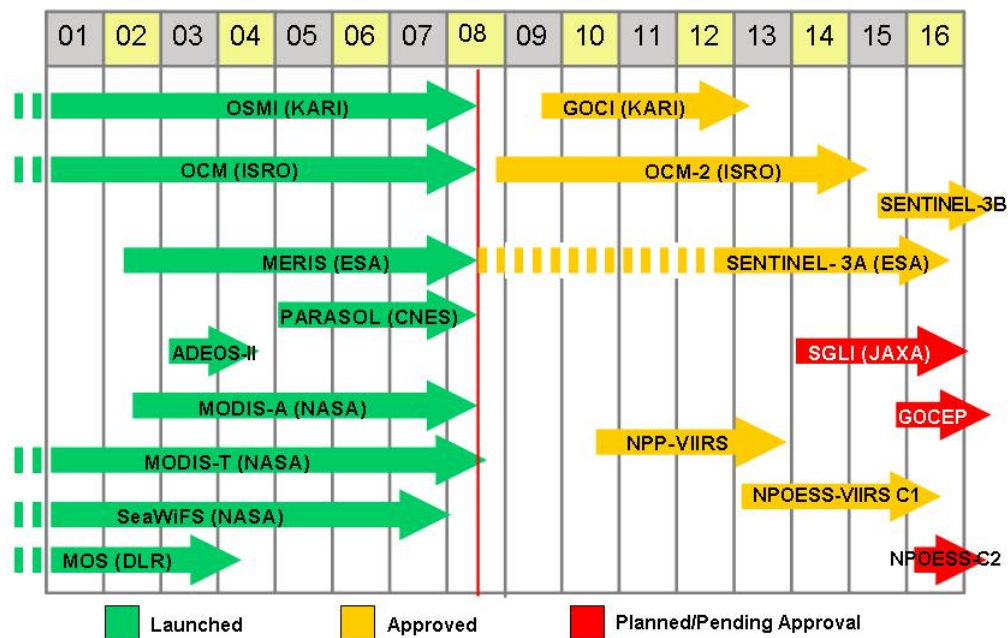 01 02 03 04 05 06 07 08 09 10 11 12 13 14 15 16
OSMI (KARI) GOCI (KARI)
OCM (ISRO) OCM-2 (ISRO)
SENTINEL-3B
MERIS (ESA) SENTINEL- 3A (ESA)
PARASOL (CNES)
ADEOS-II SGLI (JAXA)
MODIS-A (NASA) GOCEP
NPP-VIIRS
MODIS-T (NASA)
NPOESS-VIIRS C1
SeaWiFS (NASA)
MOS (DLR) NPOESS-C2
Launched Approved Planned/Pending Approval